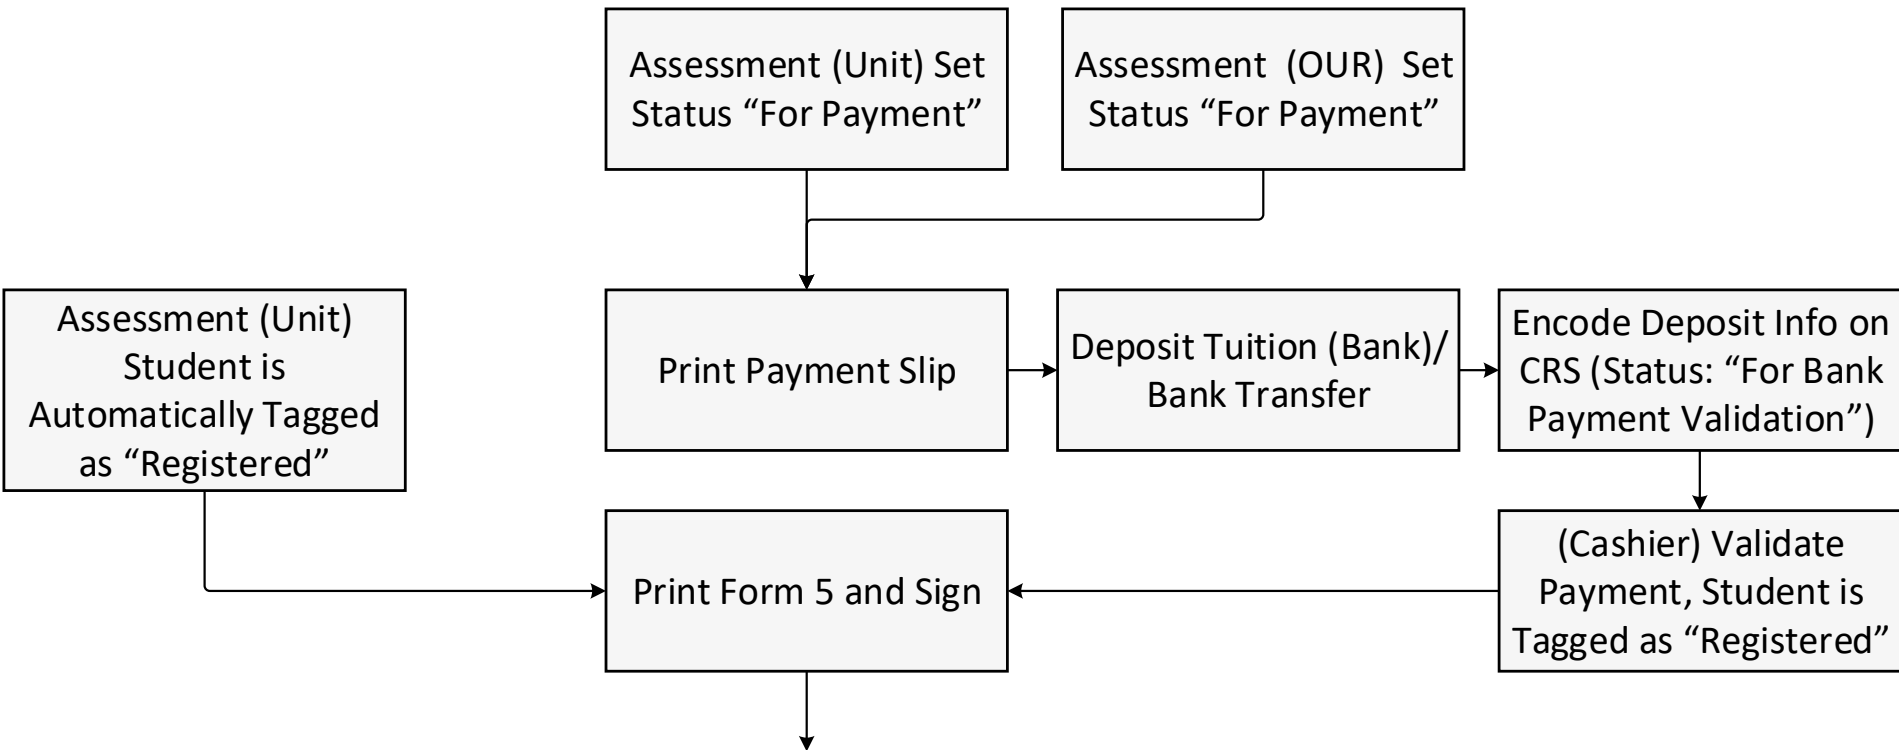 Assessment (Unit) Set
Status “For Payment”
Assessment (OUR) Set
Status “For Payment”
Assessment (Unit)
Student is
Automatically Tagged
as “Registered”
Print Payment Slip
Deposit Tuition (Bank)/
Bank Transfer
Encode Deposit Info on
CRS (Status: “For Bank
Payment Validation”)
Print Form 5 and Sign
(Cashier) Validate
Payment, Student is
Tagged as “Registered”